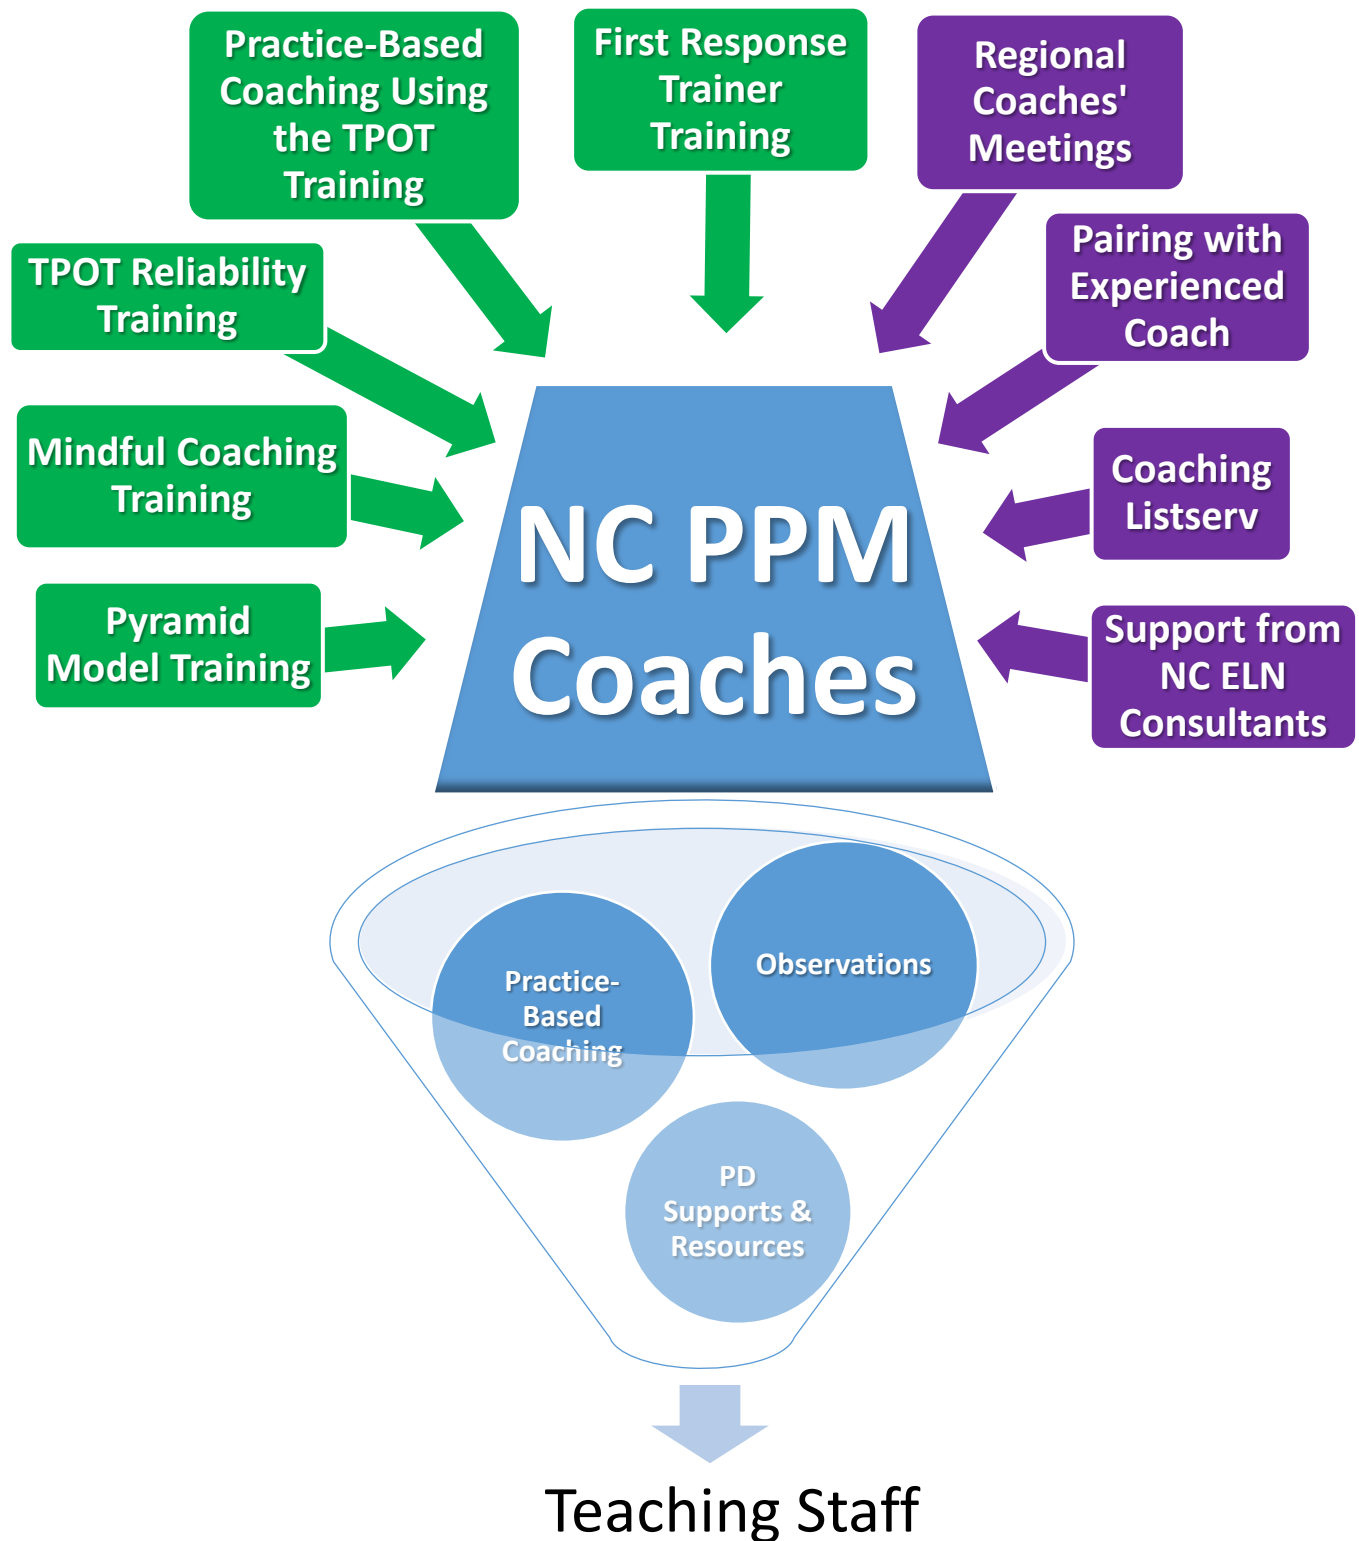 Practice-Based
Coaching Using
the TPOT
Training
First Response
Trainer
Training
Regional
Coaches'
Meetings
TPOT Reliability
Training
Pairing with
Experienced
Coach
Mindful Coaching
Training
Coaching
Listserv
Pyramid
Model Training
Support from
NC ELN
Consultants
NC PPM
Coaches
Practice-
Based
Coaching
Observations
PD
Supports &
Resources
Teaching Staff